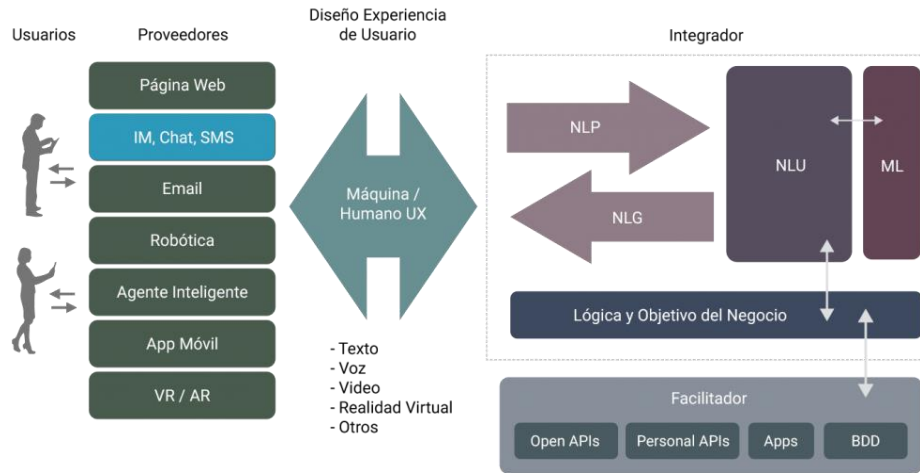 Usuarios
Proveedores
Diseño Experiencia
de Usuario
Integrador
Página Web
IM, Chat, SMS
Email
Robótica
Agente Inteligente
App Móvil
VR / AR
Máquina /
Humano UX
- Texto
- Voz
- Video
- Realidad Virtual
- Otros
NLP
NLG
NLU
ML
Lógica y Objetivo del Negocio
Facilitador
Open APIs
Personal APIs
Apps
BDD